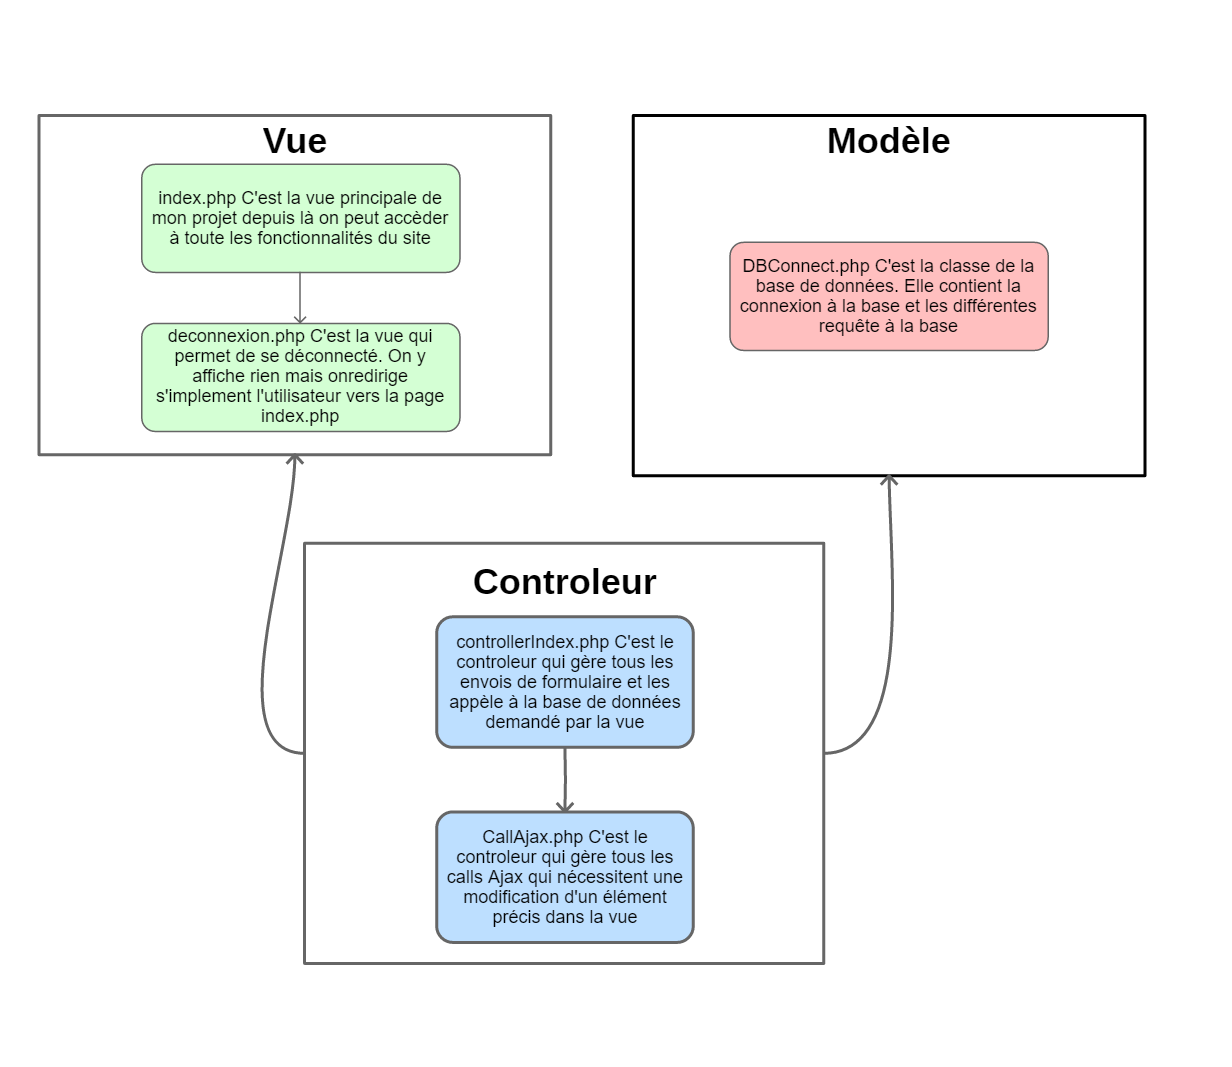 Vue
index.php C'est la vue principale de
mon projet depuis là on peut accèder
à toute les fonctionnalités du site
deconnexion.php C'est la vue qui
permet de se déconnecté. On y
affiche rien mais onredirige
s'implement l'utilisateur vers la page
index.php
Modèle
DBConnect.php C'est la classe de la
base de données. Elle contient la
connexion à la base et les différentes
requête à la base
Controleur
controllerIndex.php C'est le
controleur qui gère tous les
envois de formulaire et les
appèle à la base de données
demandé par la vue
CallAjax.php C'est le
controleur qui gère tous les
calls Ajax qui nécessitent une
modification d'un élément
précis dans la vue